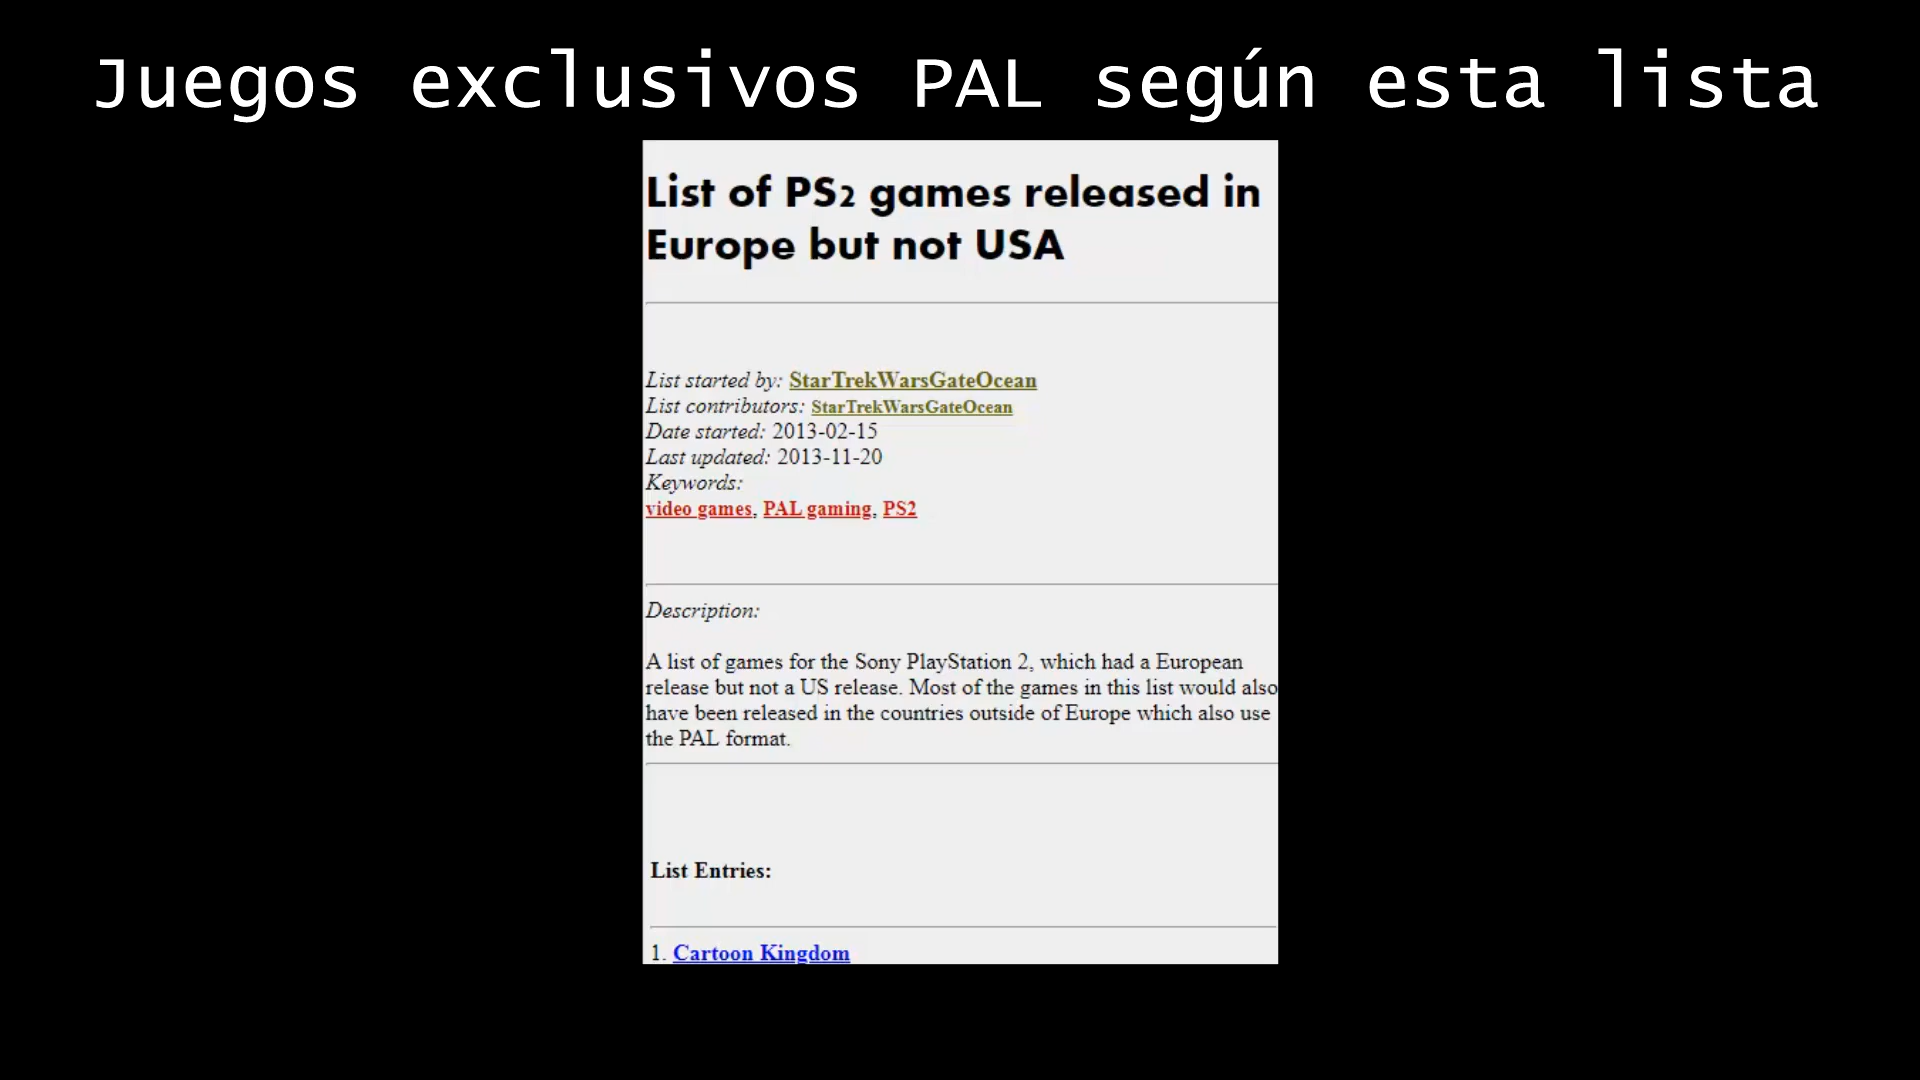 Juegos exclusivos PAL según esta lista
List of PS2 games released in
Europe but not USA
List started by: StarTrekWarsGateOcean
List contributors: StarTrekWarsGateOcean
Date started: 2013-02-15
Last updated: 2013-11-20
Keywords:
video games, PAL gaming, PS2
Description:
A list of games for the Sony PlayStation 2, which had a European
release but not a US release. Most of the games in this list would also
have been released in the countries outside of Europe which also use
the PAL format.
List Entries:
1. Cartoon Kingdom